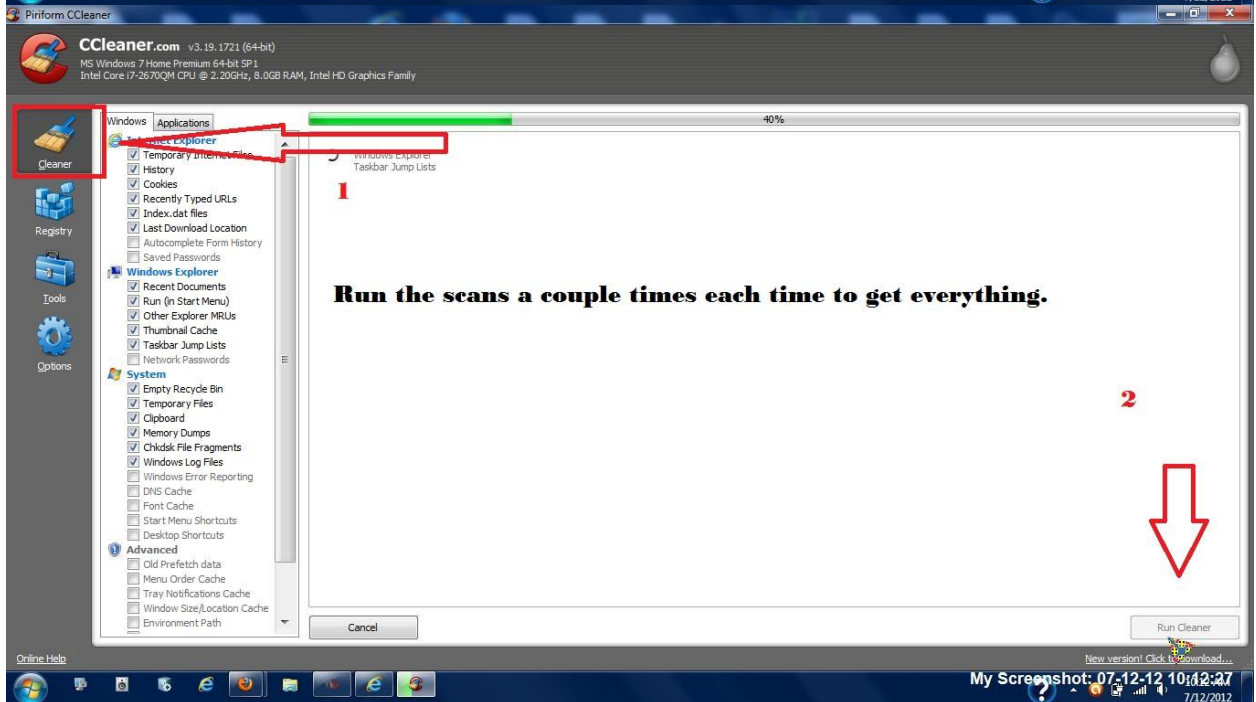 Piriform CCleaner
CCleaner.com v3.19.1721 (64-bit)
MS Windows 7 Home Premium 64-bit SP1
Intel Core i7-2670QM CPU @ 2.20GHz, 8.0GB RAM, Intel HD Graphics Family
Cleaner
Registry
Tools
Options
Windows Applications
Internet Explorer
Temporary Internet Files
History
Cookies
Recently Typed URLs
Index.dat files
Last Download Location
Autocomplete Form History
Saved Passwords
Windows Explorer
Recent Documents
Run (in Start Menu)
Other Explorer MRUs
Thumbnail Cache
Taskbar Jump Lists
Network Passwords
System
Empty Recycle Bin
Temporary Files
Clipboard
Memory Dumps
Chkdsk File Fragments
Windows Log Files
Windows Error Reporting
DNS Cache
Font Cache
Start Menu Shortcuts
Desktop Shortcuts
Advanced
Old Prefetch data
Menu Order Cache
Tray Notifications Cache
Window Size/Location Cache
Environment Path
40%
Windows Explorer
Taskbar Jump Lists
1
Run the scans a couple times each time to get everything.
2
Cancel
Run Cleaner
Online Help
New version! Click to Download...
My Screenshot: 07-12-12 10:12:27
7/12/2012